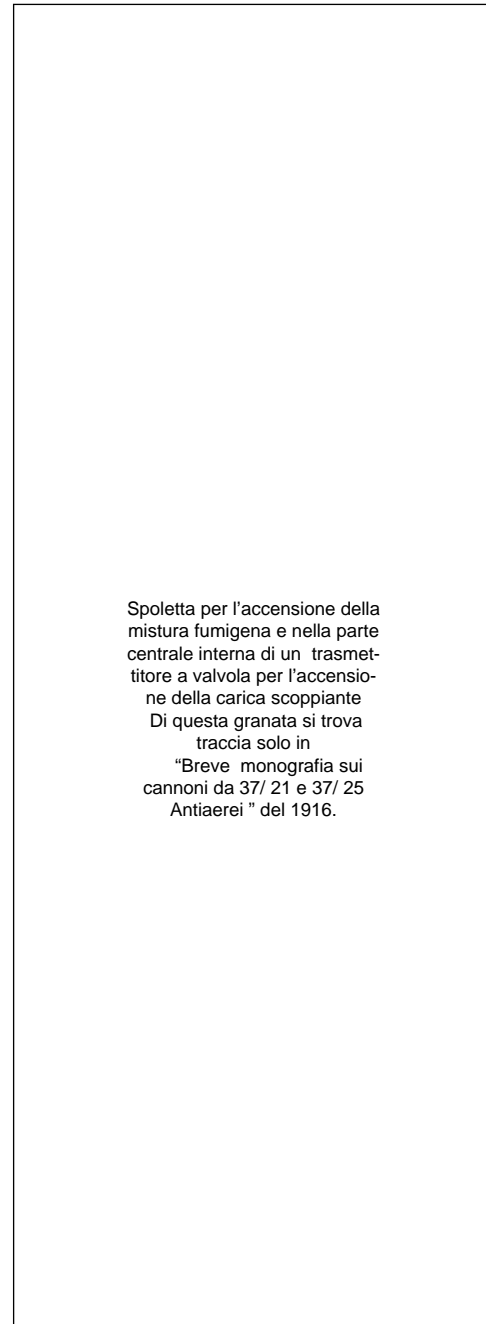 Spoletta per l’accensione della
mistura fumigena e nella parte
centrale interna di un  trasmet-
titore a valvola per l’accensio-
ne della carica scoppiante
Di questa granata si trova
traccia solo in
“Breve  monografia sui
cannoni da 37/ 21 e 37/ 25
Antiaerei ” del 1916.